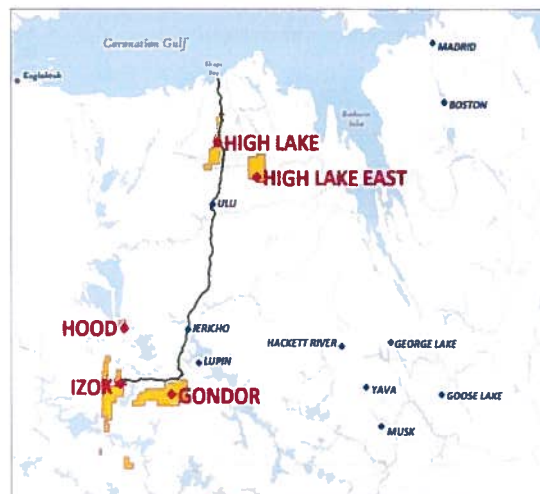 Coronation Gulf
MADRID
Kugluktuk
BOSTON
HIGH LAKE
HIGH LAKE EAST
ULU
HOOD
JERICHO
HACKETT RIVER
GEORGE LAKE
LUPIN
IZOK
GONDOR
YAVA
GOOSE LAKE
MUSK